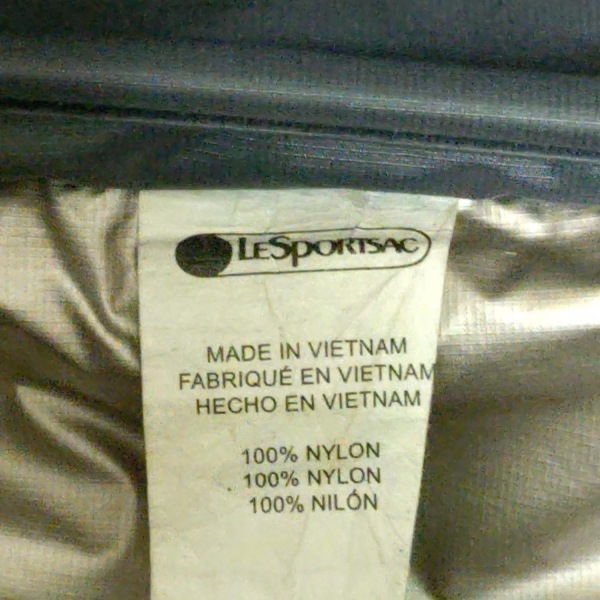 LESPORTSAC
MADE IN VIETNAM
FABRIQUÉ EN VIETNAM
HECHO EN VIETNAM
100% NYLON
100% NYLON
100% NILÓN